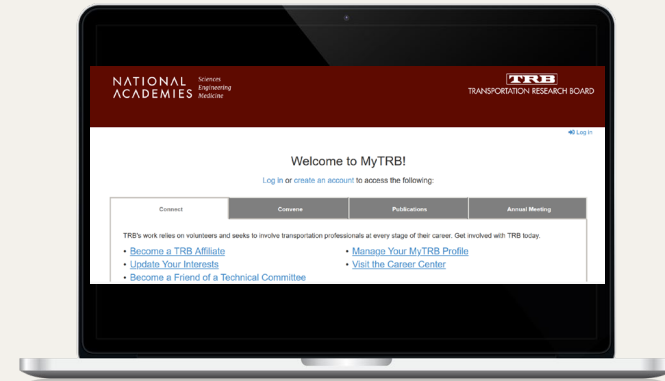 NATIONAL Sciences
Engineering
ACADEMIES Medicine
TRB
TRANSPORTATION RESEARCH BOARD
Log in
Welcome to MyTRB!
Log in or create an account to access the following:
Connect Convene Publications Annual Meeting
TRB's work relies on volunteers and seeks to involve transportation professionals at every stage of their career. Get involved with TRB today.
• Become a TRB Affiliate • Manage Your MyTRB Profile
• Update Your Interests • Visit the Career Center
• Become a Friend of a Technical Committee